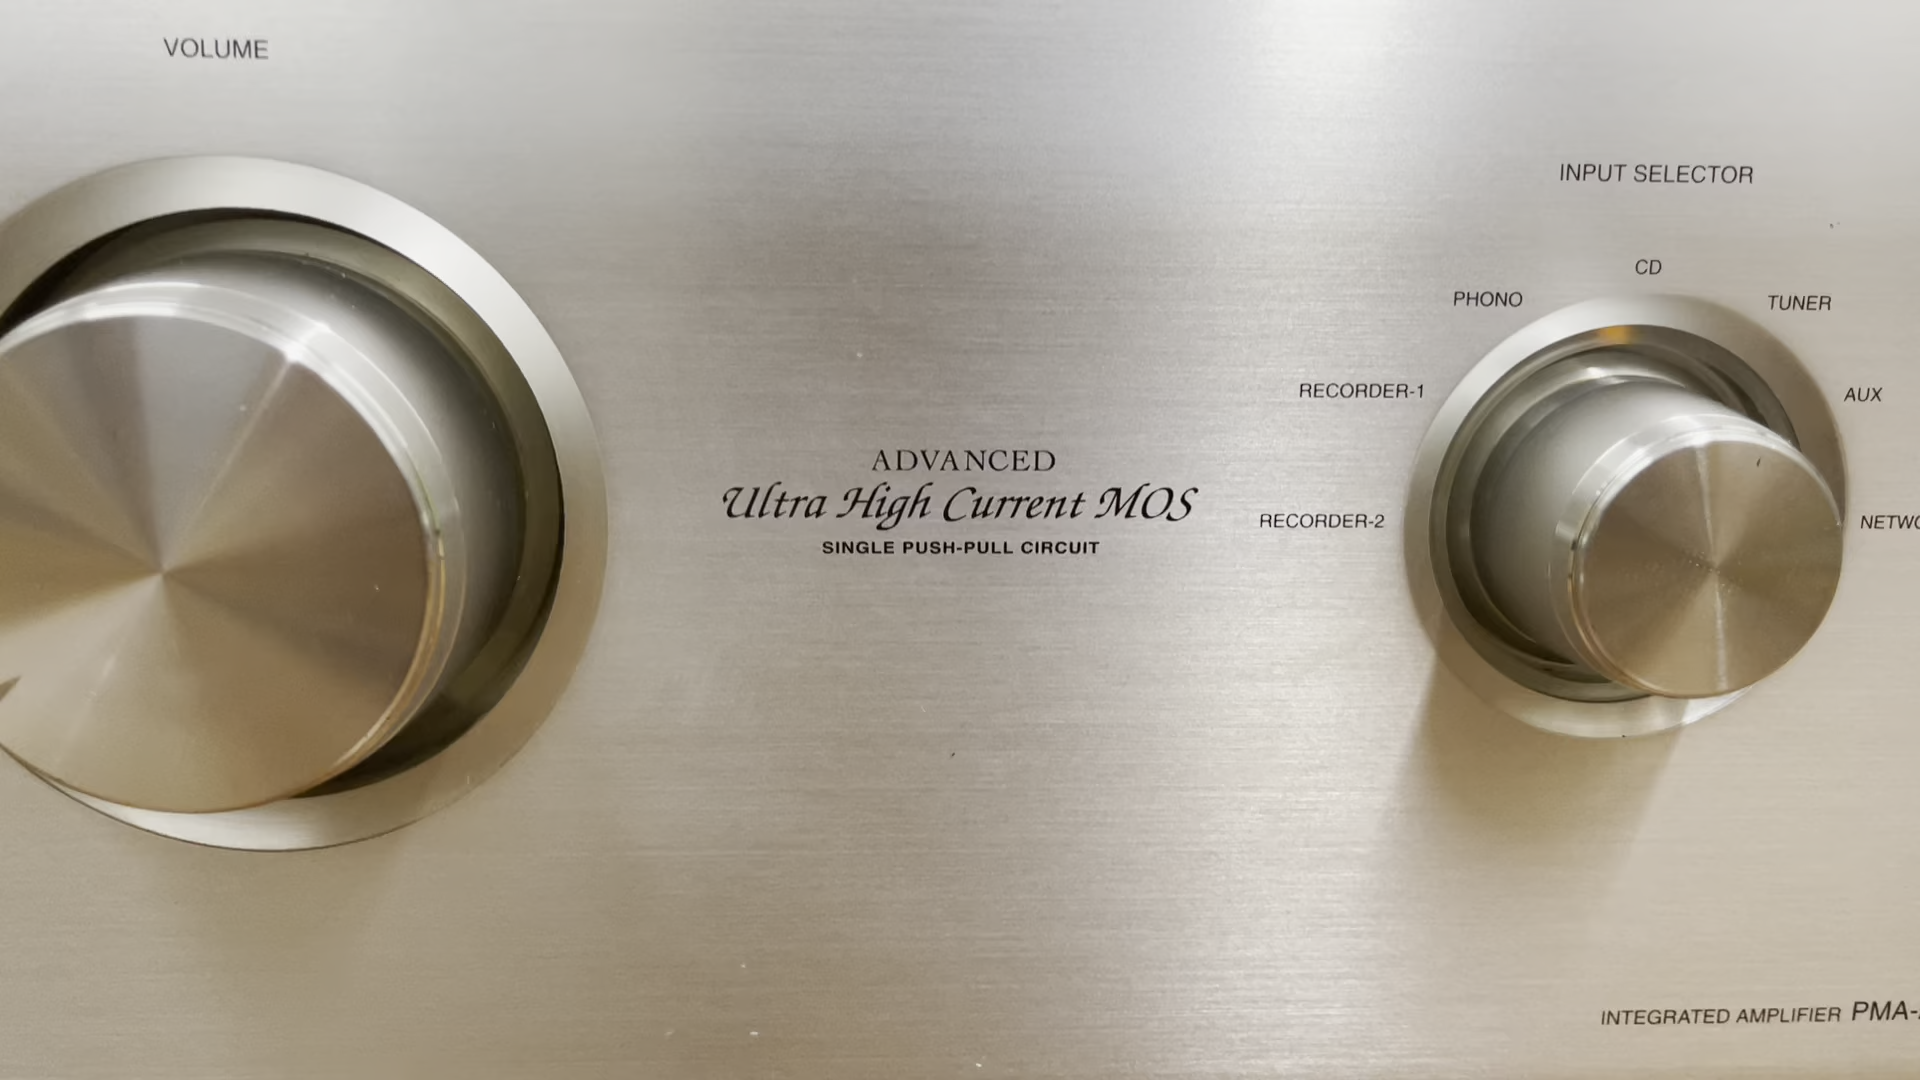 VOLUME
INPUT SELECTOR
CD
PHONO
TUNER
RECORDER-1
AUX
ADVANCED
Ultra High Current MOS
RECORDER-2
SINGLE PUSH-PULL CIRCUIT
INTEGRATED AMPLIFIER PMA-